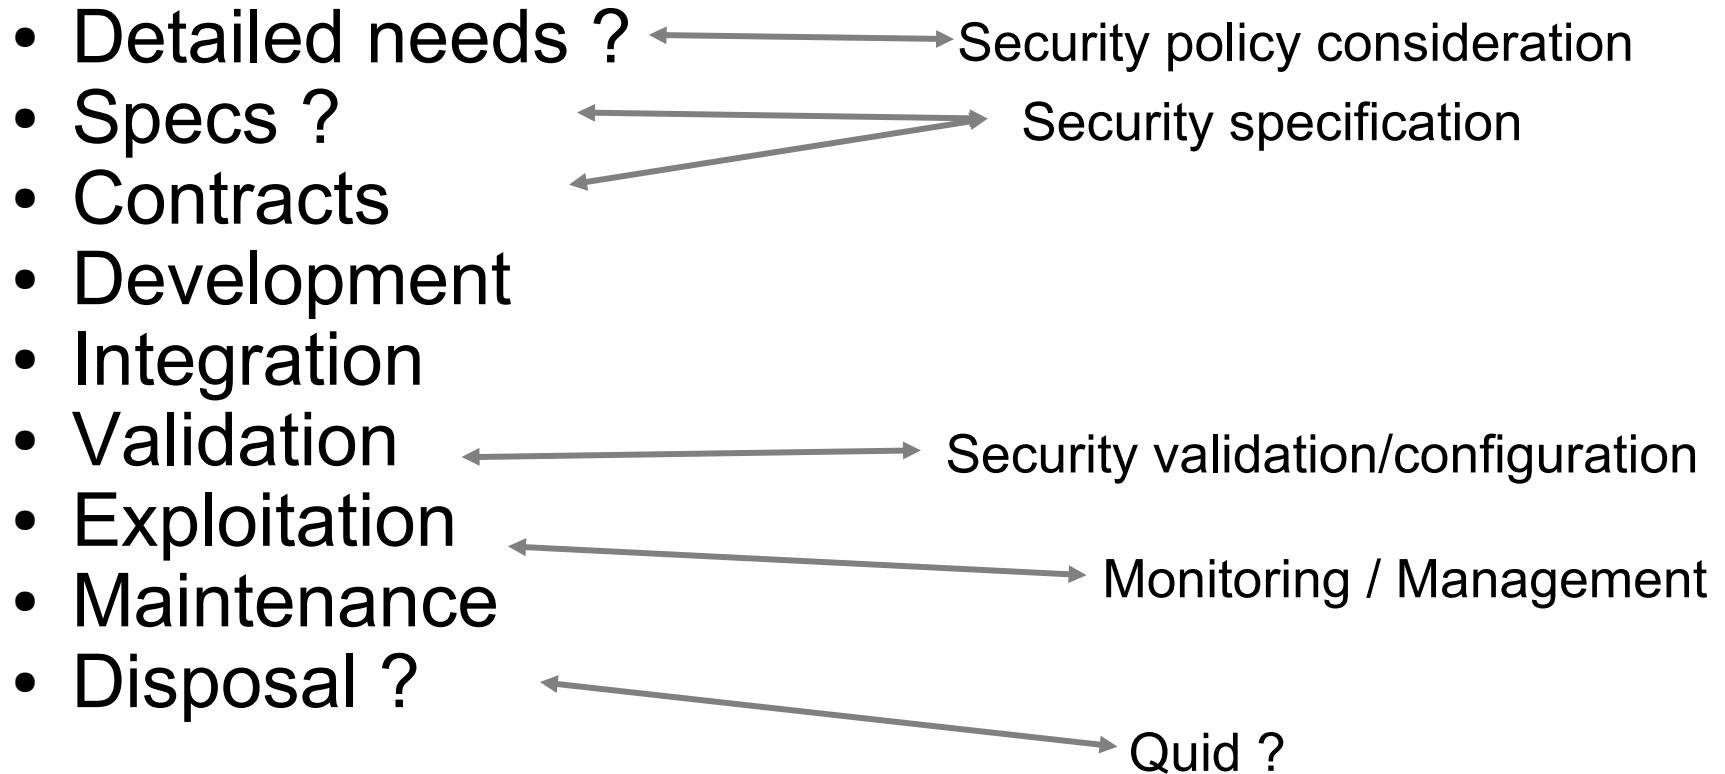 • Detailed needs ?
Security policy consideration
• Specs ?
Security specification
• Contracts
• Development
• Integration
• Validation
Security validation/configuration
• Exploitation
Monitoring / Management
• Maintenance
• Disposal ?
Quid ?